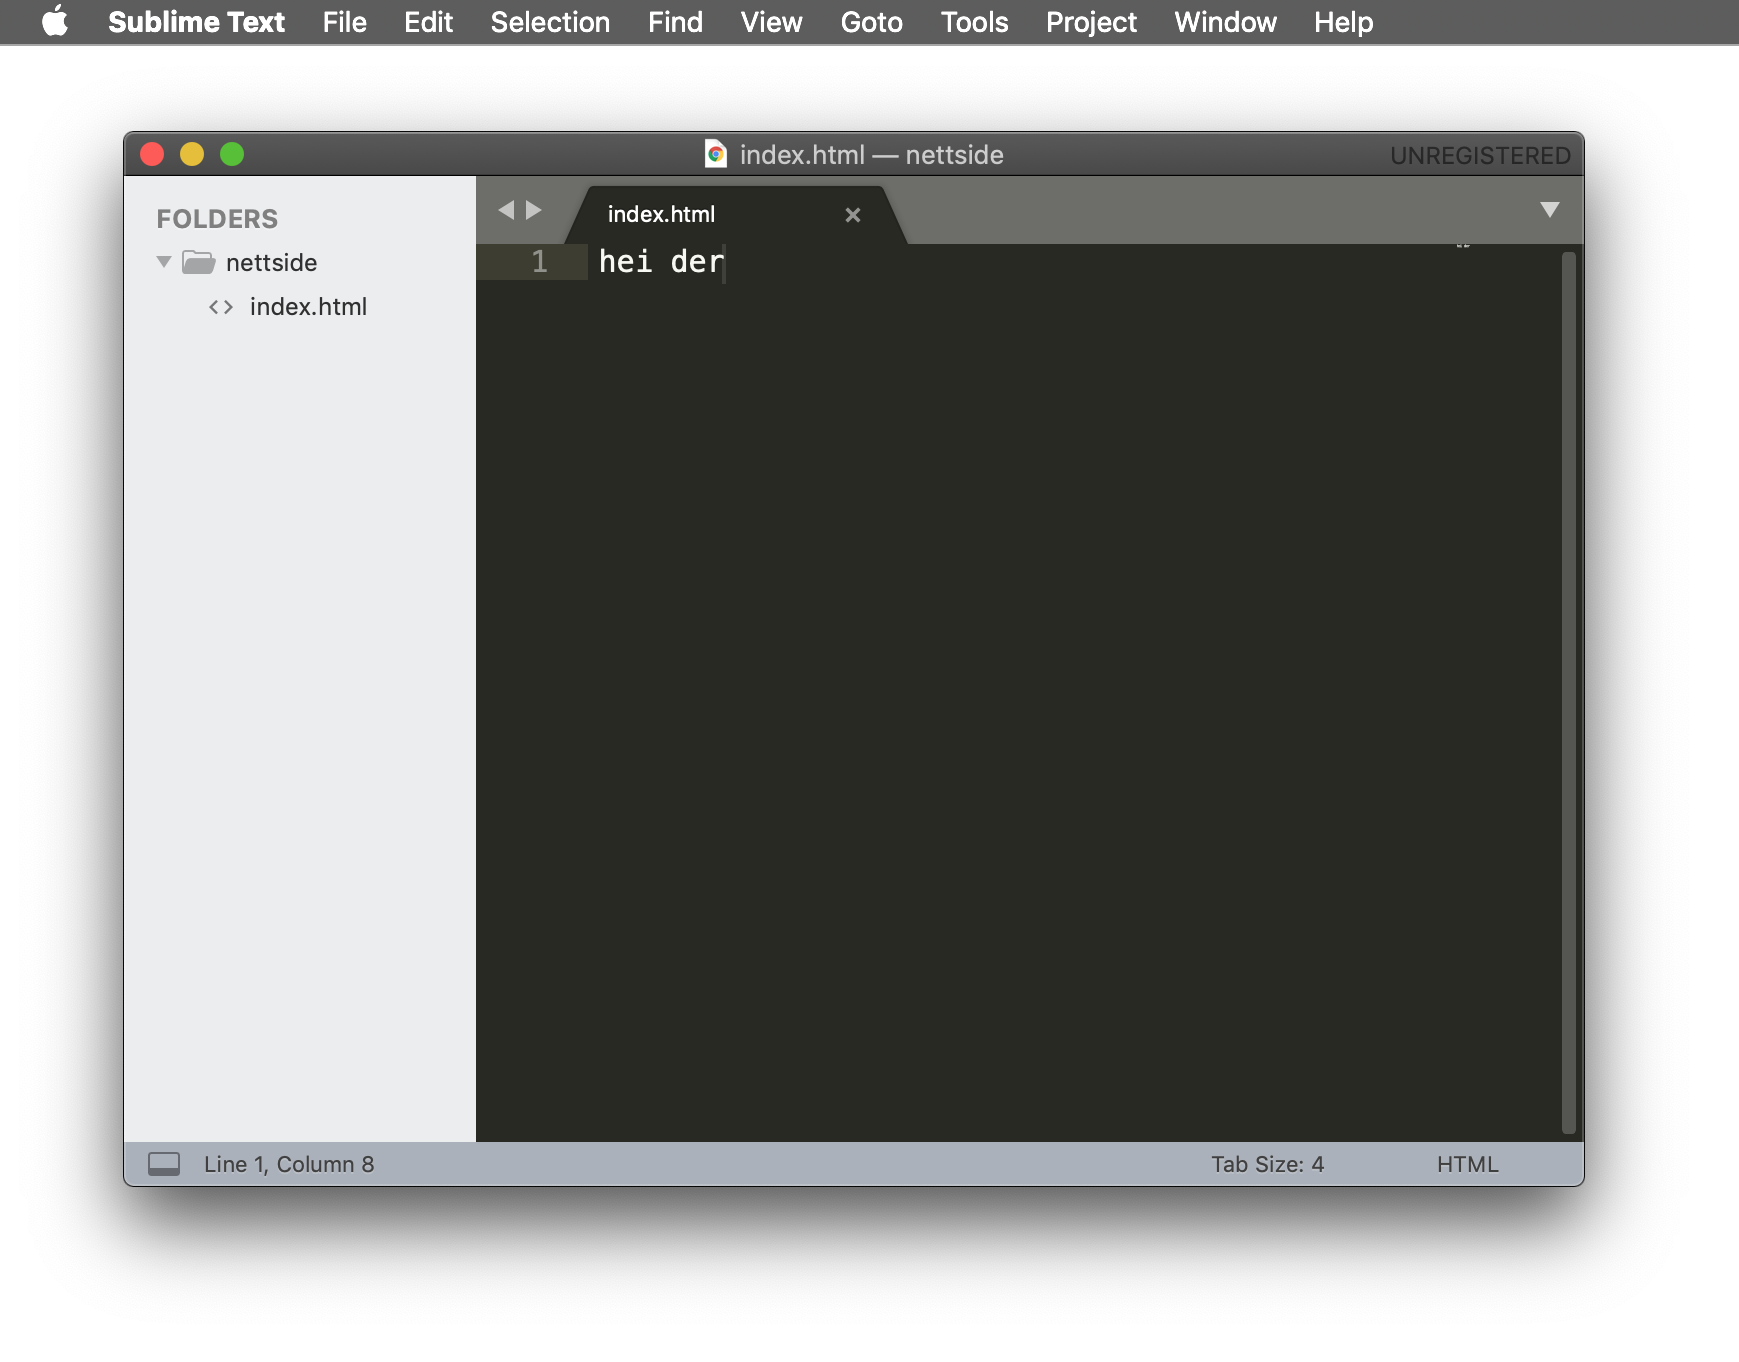 Sublime Text File Edit Selection Find View Goto Tools Project Window Help
index.html — nettside
UNREGISTERED
FOLDERS
nettside
index.html
index.html
1 hei der
Line 1, Column 8
Tab Size: 4
HTML